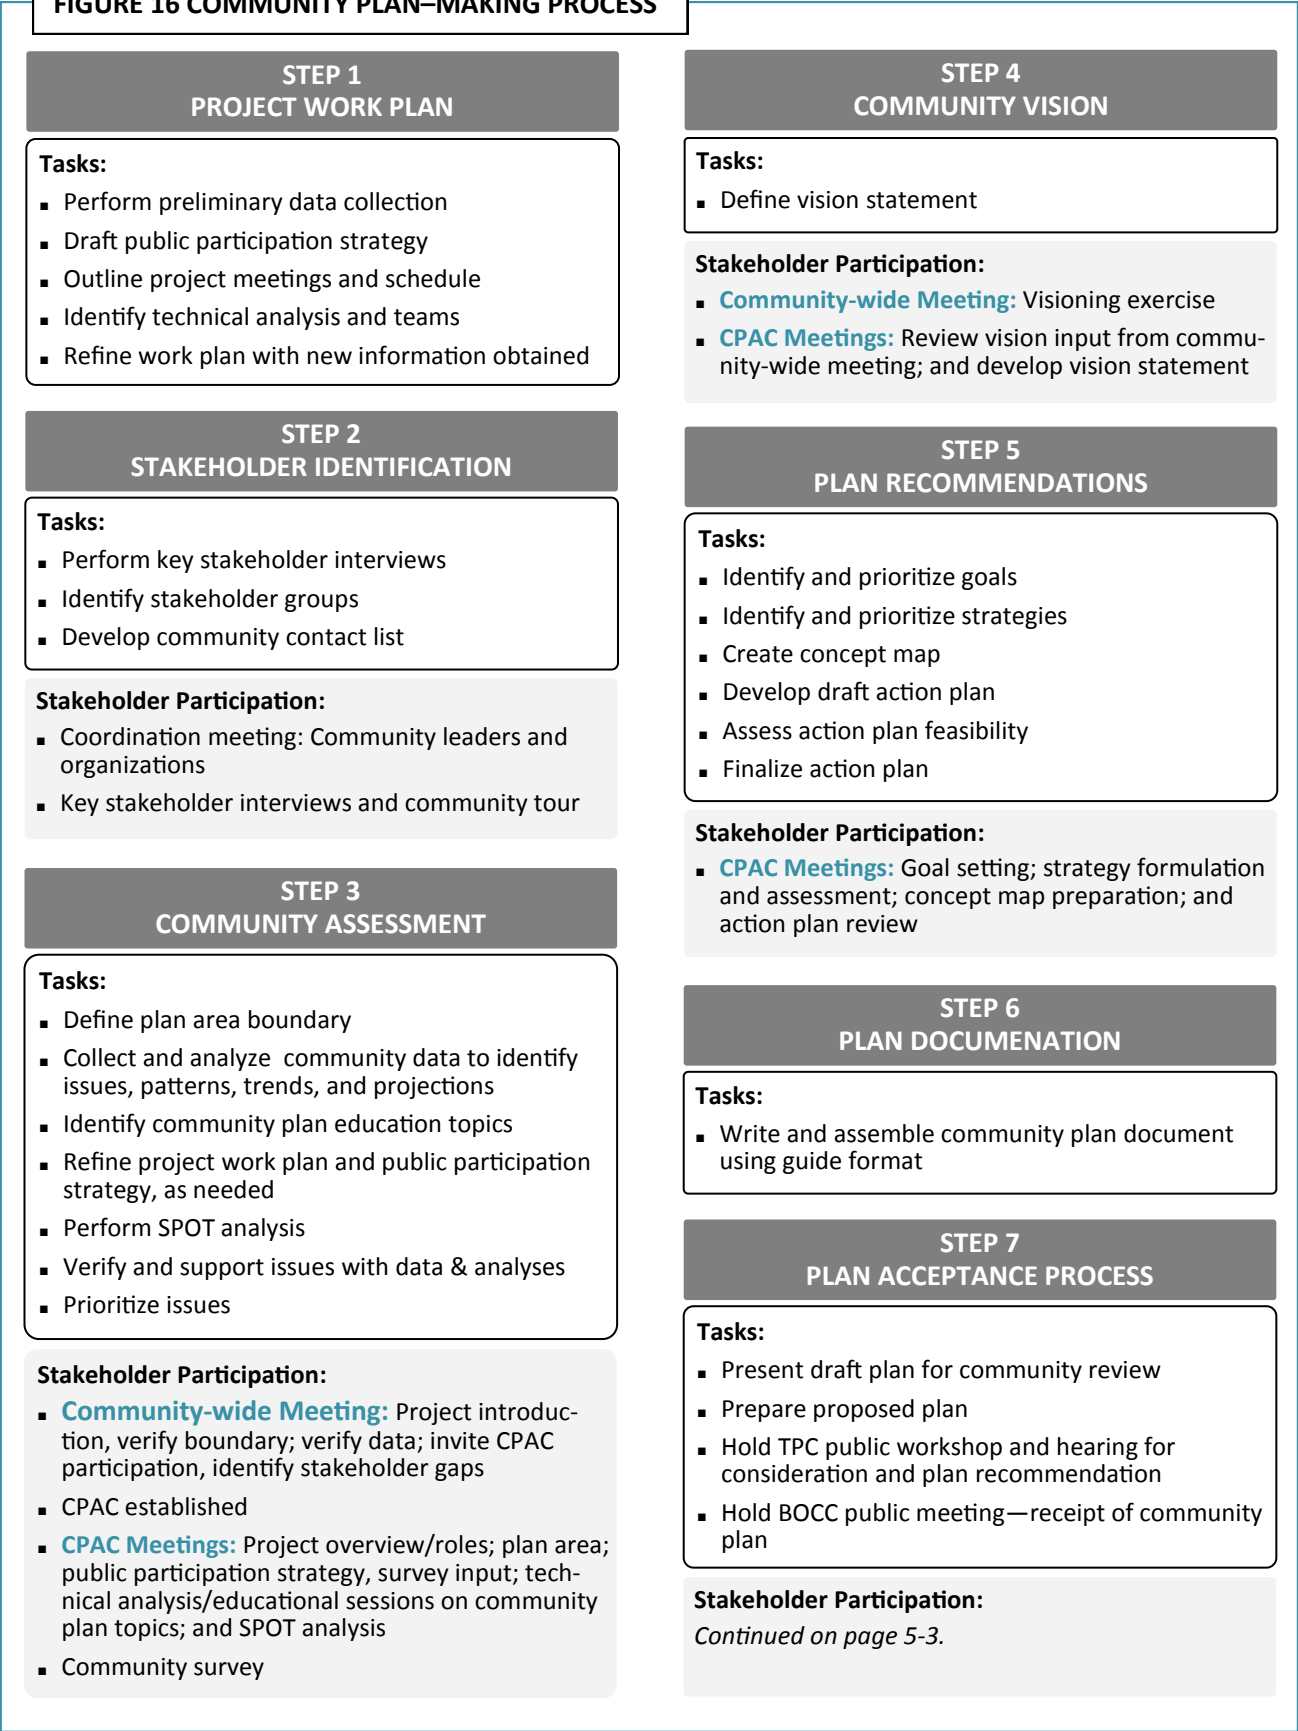 FIGURE 16 COMMUNITY PLAN–MAKING PROCESS
STEP 1
PROJECT WORK PLAN
Tasks:
▪ Perform preliminary data collection
▪ Draft public participation strategy
▪ Outline project meetings and schedule
▪ Identify technical analysis and teams
▪ Refine work plan with new information obtained
STEP 2
STAKEHOLDER IDENTIFICATION
Tasks:
▪ Perform key stakeholder interviews
▪ Identify stakeholder groups
▪ Develop community contact list
Stakeholder Participation:
▪ Coordination meeting: Community leaders and
organizations
▪ Key stakeholder interviews and community tour
STEP 3
COMMUNITY ASSESSMENT
Tasks:
▪ Define plan area boundary
▪ Collect and analyze  community data to identify
issues, patterns, trends, and projections
▪ Identify community plan education topics
▪ Refine project work plan and public participation
strategy, as needed
▪ Perform SPOT analysis
▪ Verify and support issues with data & analyses
▪ Prioritize issues
Stakeholder Participation:
▪ Community-wide Meeting: Project introduc-
tion, verify boundary; verify data; invite CPAC
participation, identify stakeholder gaps
▪ CPAC established
▪ CPAC Meetings: Project overview/roles; plan area;
public participation strategy, survey input; tech-
nical analysis/educational sessions on community
plan topics; and SPOT analysis
▪ Community survey
STEP 4
COMMUNITY VISION
Tasks:
▪ Define vision statement
Stakeholder Participation:
▪ Community-wide Meeting: Visioning exercise
▪ CPAC Meetings: Review vision input from commu-
nity-wide meeting; and develop vision statement
STEP 5
PLAN RECOMMENDATIONS
Tasks:
▪ Identify and prioritize goals
▪ Identify and prioritize strategies
▪ Create concept map
▪ Develop draft action plan
▪ Assess action plan feasibility
▪ Finalize action plan
Stakeholder Participation:
▪ CPAC Meetings: Goal setting; strategy formulation
and assessment; concept map preparation; and
action plan review
STEP 6
PLAN DOCUMENATION
Tasks:
▪ Write and assemble community plan document
using guide format
STEP 7
PLAN ACCEPTANCE PROCESS
Tasks:
▪ Present draft plan for community review
▪ Prepare proposed plan
▪ Hold TPC public workshop and hearing for
consideration and plan recommendation
▪ Hold BOCC public meeting—receipt of community
plan
Stakeholder Participation:
Continued on page 5-3.